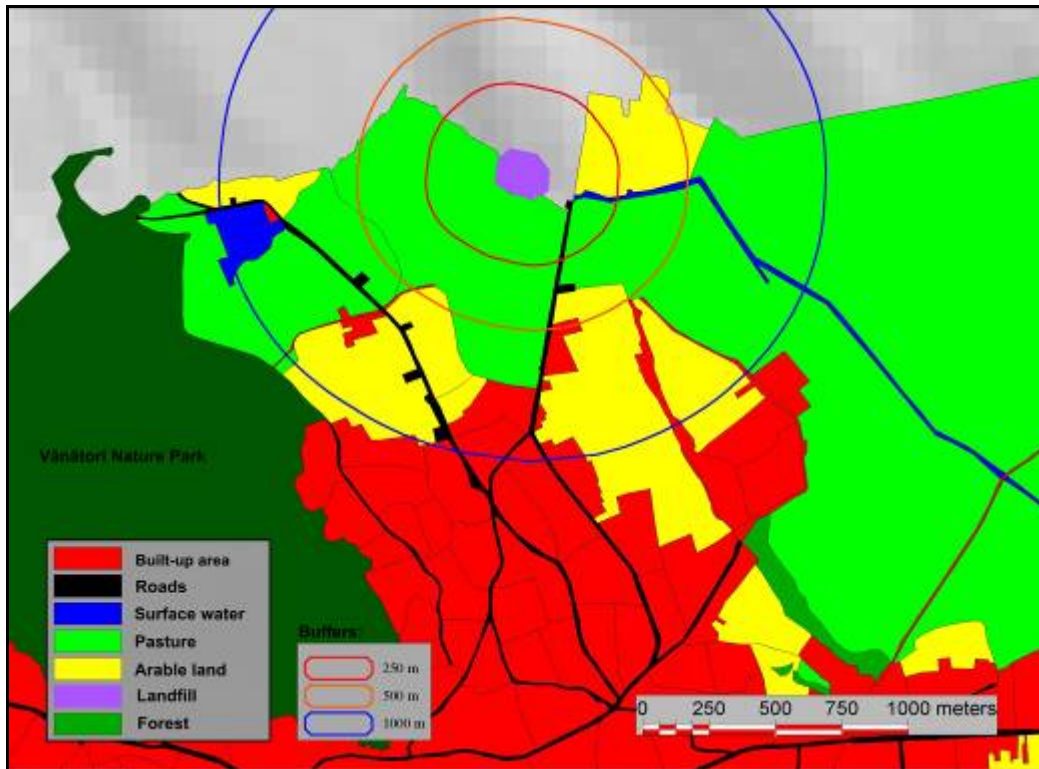 Vânători Nature Park
Built-up area
Roads
Surface water
Pasture
Arable land
Landfill
Forest
Buffers:
250 m
500 m
1000 m
0 250 500 750 1000 meters